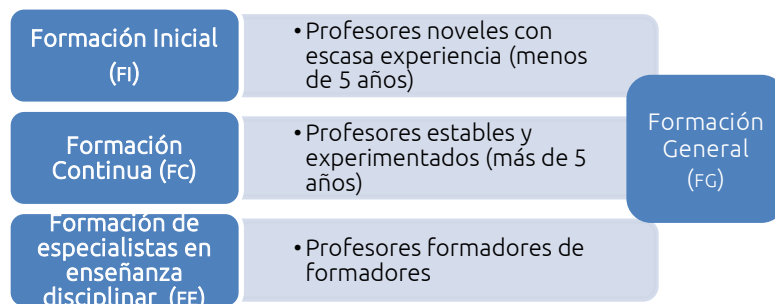 Formación Inicial
(FI)
• Profesores noveles con
escasa experiencia (menos
de 5 años)
Formación
Continua (FC)
• Profesores estables y
experimentados (más de 5
años)
Formación de
especialistas en
enseñanza
disciplinar (FE)
• Profesores formadores de
formadores
Formación
General
(FG)